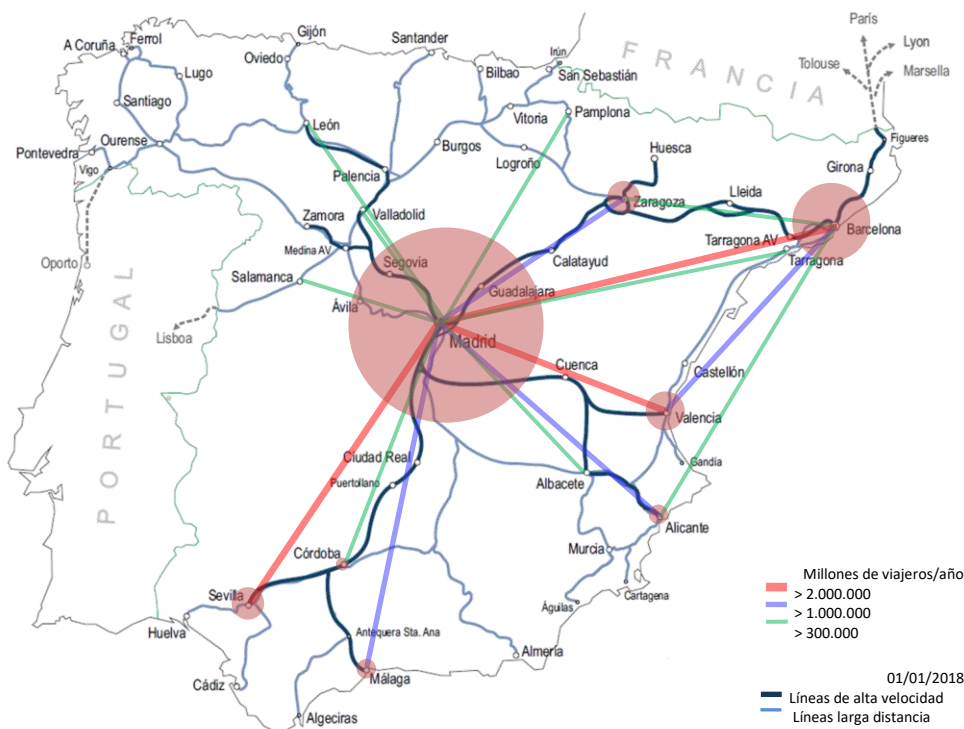 París
Lyon
Tolouse
Marsella
FRANCIA
Gijón
Ferrol
A Coruña
Oviedo
Santander
Irún
Bilbao
San Sebastián
Lugo
Santiago
León
Vitoria
Pamplona
Figueres
Ourense
Pontevedra
Vigo
Burgos
Logroño
Huesca
Girona
Palencia
Zaragoza
Lleida
Zamora
Valladolid
Barcelona
Medina AV
Tarragona AV
Tarragona
Oporto
Segovia
Calatayud
Salamanca
Guadalajara
Ávila
PORTUGAL
Lisboa
Madrid
Cuenca
Castellón
Valencia
Ciudad Real
Gandía
Puertollano
Albacete
Alicante
Córdoba
Murcia
Sevilla
Cartagena
Águilas
Huelva
Antequera Sta. Ana
Almería
Málaga
Cádiz
Algeciras
Millones de viajeros/año
> 2.000.000
> 1.000.000
> 300.000
01/01/2018
Líneas de alta velocidad
Líneas larga distancia